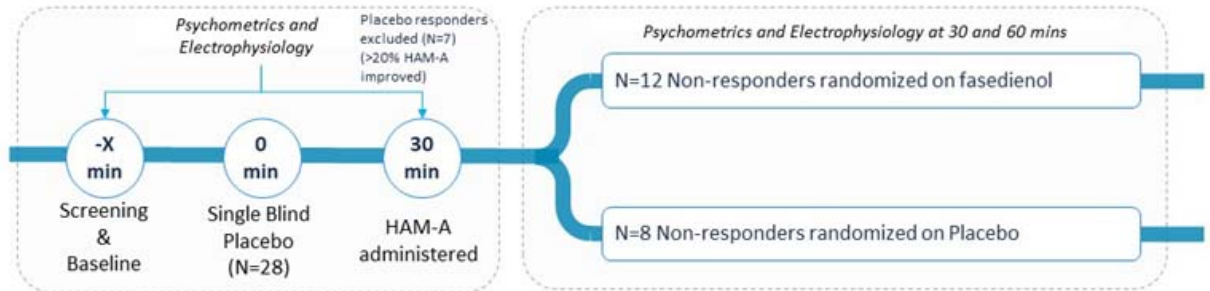 Psychometrics and
Electrophysiology
Placebo responders
excluded (N=7)
(>20% HAM-A
improved)
-X
min
0
min
30
min
Screening
&
Baseline
Single Blind
Placebo
(N=28)
HAM-A
administered
Psychometrics and Electrophysiology at 30 and 60 mins
N=12 Non-responders randomized on fasedienol
N=8 Non-responders randomized on Placebo